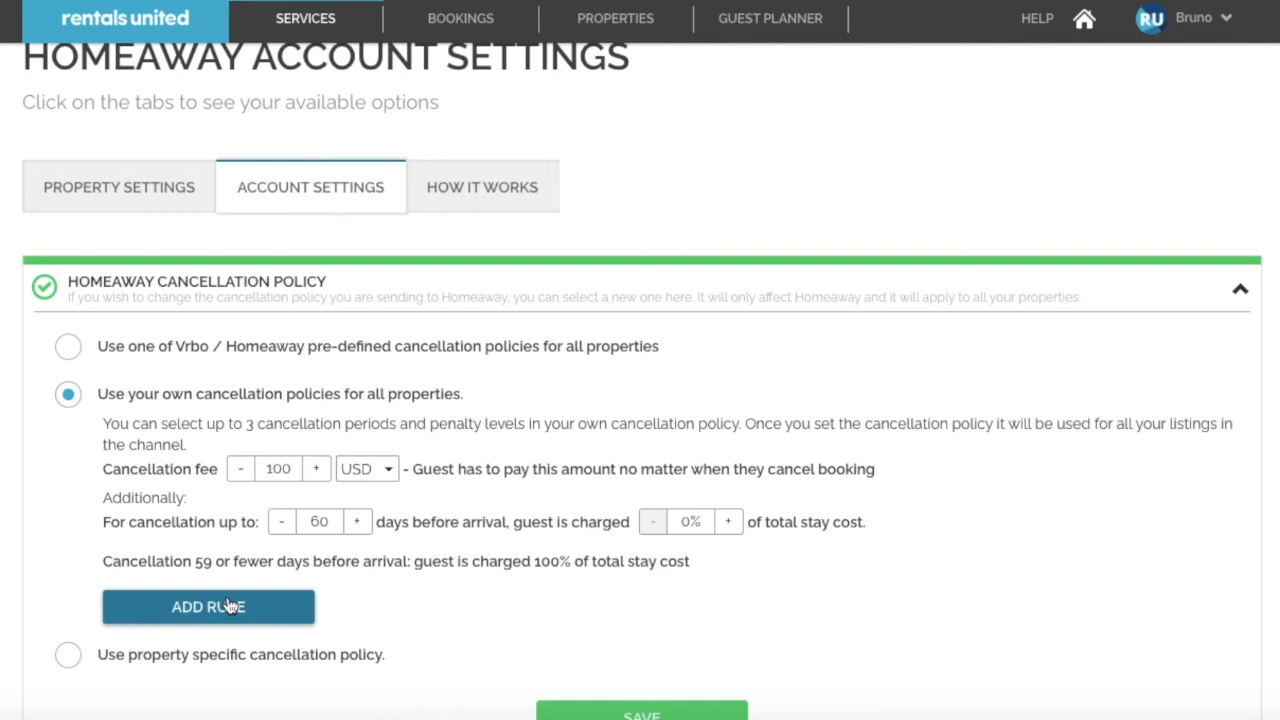 rentals united
SERVICES
BOOKINGS
PROPERTIES
GUEST PLANNER
HELP
RU
Bruno
HOMEAWAY ACCOUNT SETTINGS
Click on the tabs to see your available options
PROPERTY SETTINGS
ACCOUNT SETTINGS
HOW IT WORKS
HOMEAWAY CANCELLATION POLICY
If you wish to change the cancellation policy you are sending to Homeaway, you can select a new one here. It will only affect Homeaway and it will apply to all your properties.
Use one of Vrbo / Homeaway pre-defined cancellation policies for all properties
Use your own cancellation policies for all properties.
You can select up to 3 cancellation periods and penalty levels in your own cancellation policy. Once you set the cancellation policy it will be used for all your listings in
the channel.
Cancellation fee - 100 + USD - Guest has to pay this amount no matter when they cancel booking
Additionally:
For cancellation up to: - 60 + days before arrival, guest is charged - 0% + of total stay cost.
Cancellation 59 or fewer days before arrival: guest is charged 100% of total stay cost
ADD RULE
Use property specific cancellation policy.
SAVE